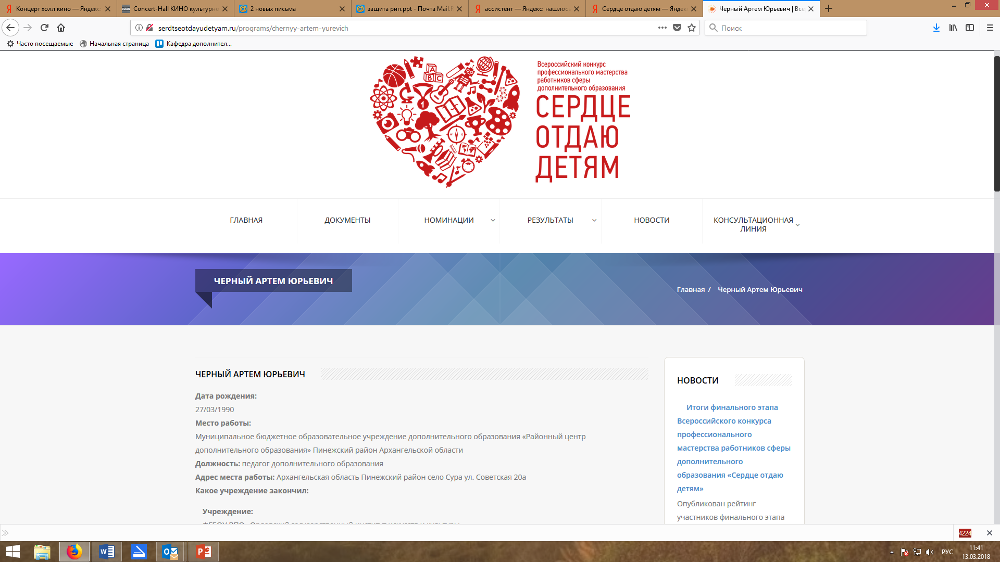 Концерт холл кино — Яндекс:
Concert-Hall КИНО культурно
2 новых письма
защита рип.ppt - Почта Mail.R
ассистент — Яндекс: нашлось
Сердце отдаю детям — Яндек
Черный Артем Юрьевич | Все
serdtseotdayudetyam.ru/programs/chernyy-artem-yurevich
Поиск
Часто посещаемые
Начальная страница
Кафедра дополнител...
Всероссийский конкурс
профессионального мастерства
работников сферы
дополнительного образования
СЕРДЦЕ
ОТДАЮ
ДЕТЯМ
A
B C
1
W E
ГЛАВНАЯ
ДОКУМЕНТЫ
НОМИНАЦИИ
РЕЗУЛЬТАТЫ
НОВОСТИ
КОНСУЛЬТАЦИОННАЯ
ЛИНИЯ
ЧЕРНЫЙ АРТЕМ ЮРЬЕВИЧ
Главная / Черный Артем Юрьевич
ЧЕРНЫЙ АРТЕМ ЮРЬЕВИЧ
Дата рождения:
27/03/1990
Место работы:
Муниципальное бюджетное образовательное учреждение дополнительного образования «Районный центр
дополнительного образования» Пинежский район Архангельской области
Должность: педагог дополнительного образования
Адрес места работы: Архангельская область Пинежский район село Сура ул. Советская 20а
Какое учреждение закончил:
Учреждение:
НОВОСТИ
Итоги финального этапа
Всероссийского конкурса
профессионального
мастерства работников сферы
дополнительного
образования «Сердце отдаю
детям»
Опубликован рейтинг
участников финального этапа
4224
РУС
11:41
13.03.2018